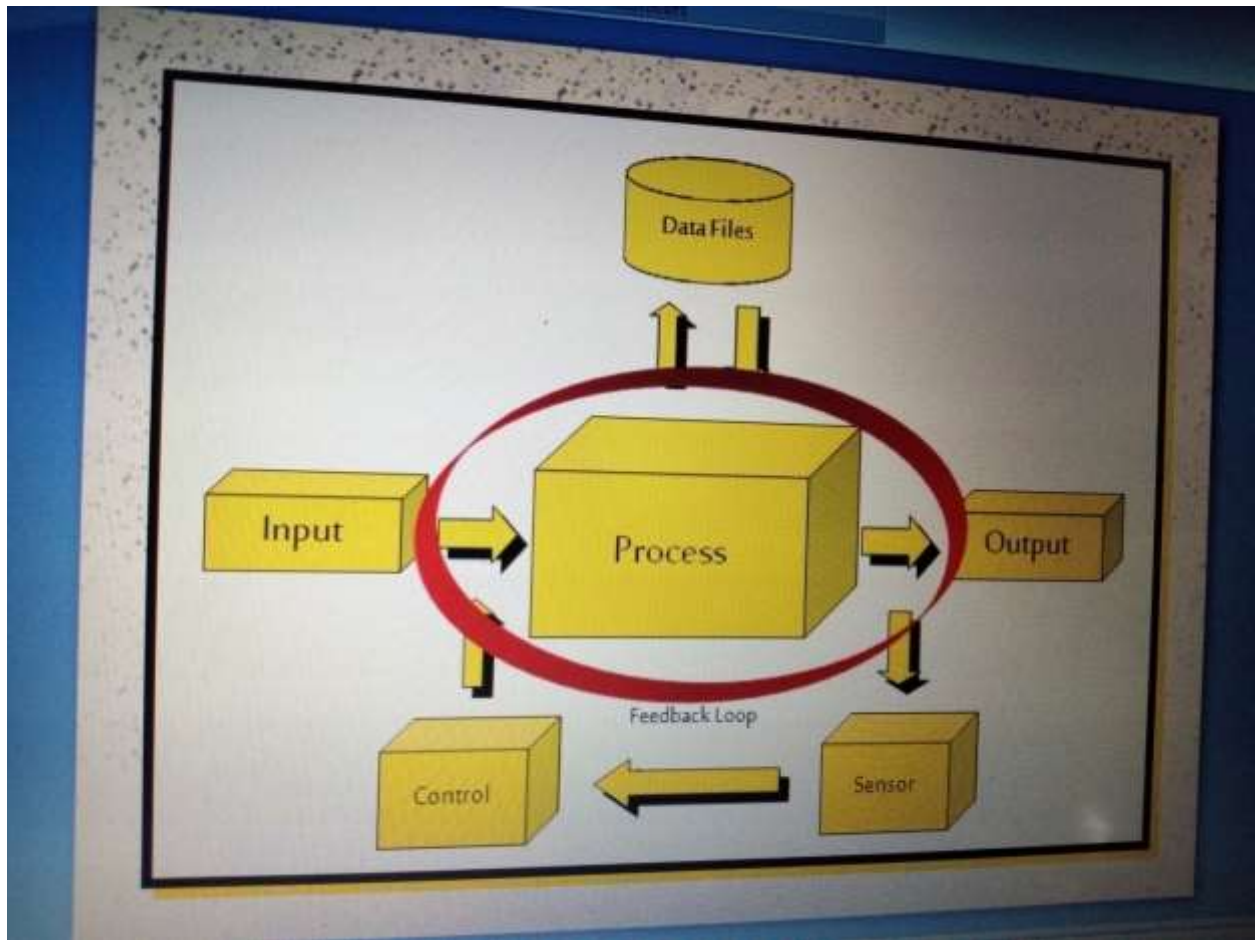 Data Files
Input
Process
Output
Feedback Loop
Control
Sensor